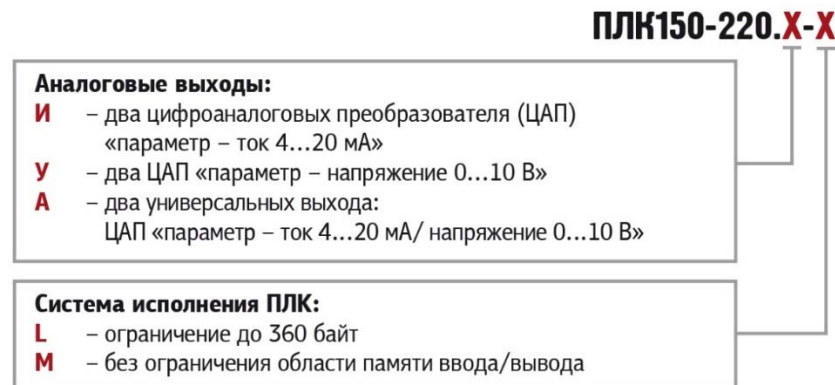 ПЛК150-220.X-X
Аналоговые выходы:
И – два цифроаналоговых преобразователя (ЦАП)
«параметр – ток 4...20 мА»
У – два ЦАП «параметр – напряжение 0...10 В»
А – два универсальных выхода:
ЦАП «параметр – ток 4...20 мА/ напряжение 0...10 В»
Система исполнения ПЛК:
L – ограничение до 360 байт
M – без ограничения области памяти ввода/вывода